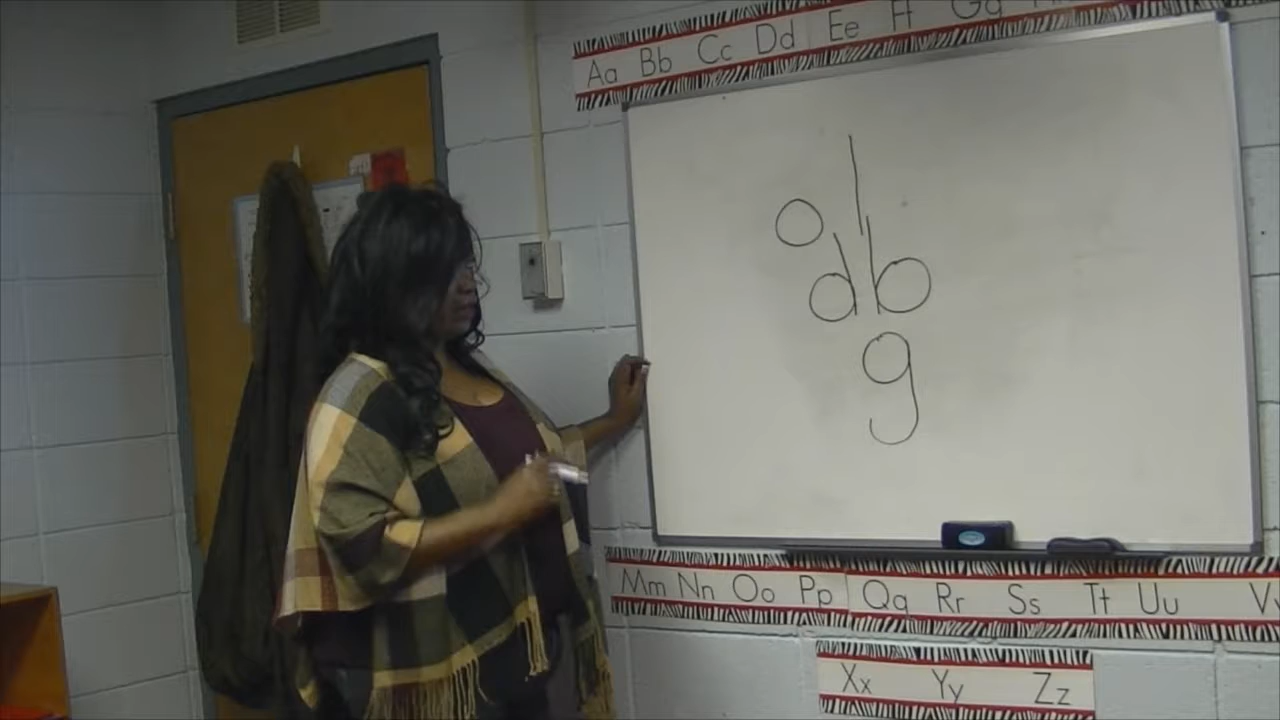 Aa Bb Cc Dd Ee Ff Gg
o l
d b
g
Mm Nn Oo Pp Qq Rr Ss Tt Uu Vv
Xx Yy Zz